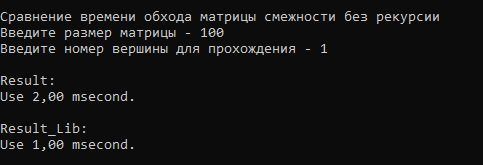 Сравнение времени обхода матрицы смежности без рекурсии
Введите размер матрицы - 100
Введите номер вершины для прохождения - 1
Result:
Use 2,00 msecond.
Result_Lib:
Use 1,00 msecond.